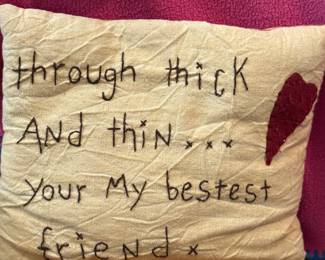 through thick
ANd thiN...
your My bestest
frieNd.